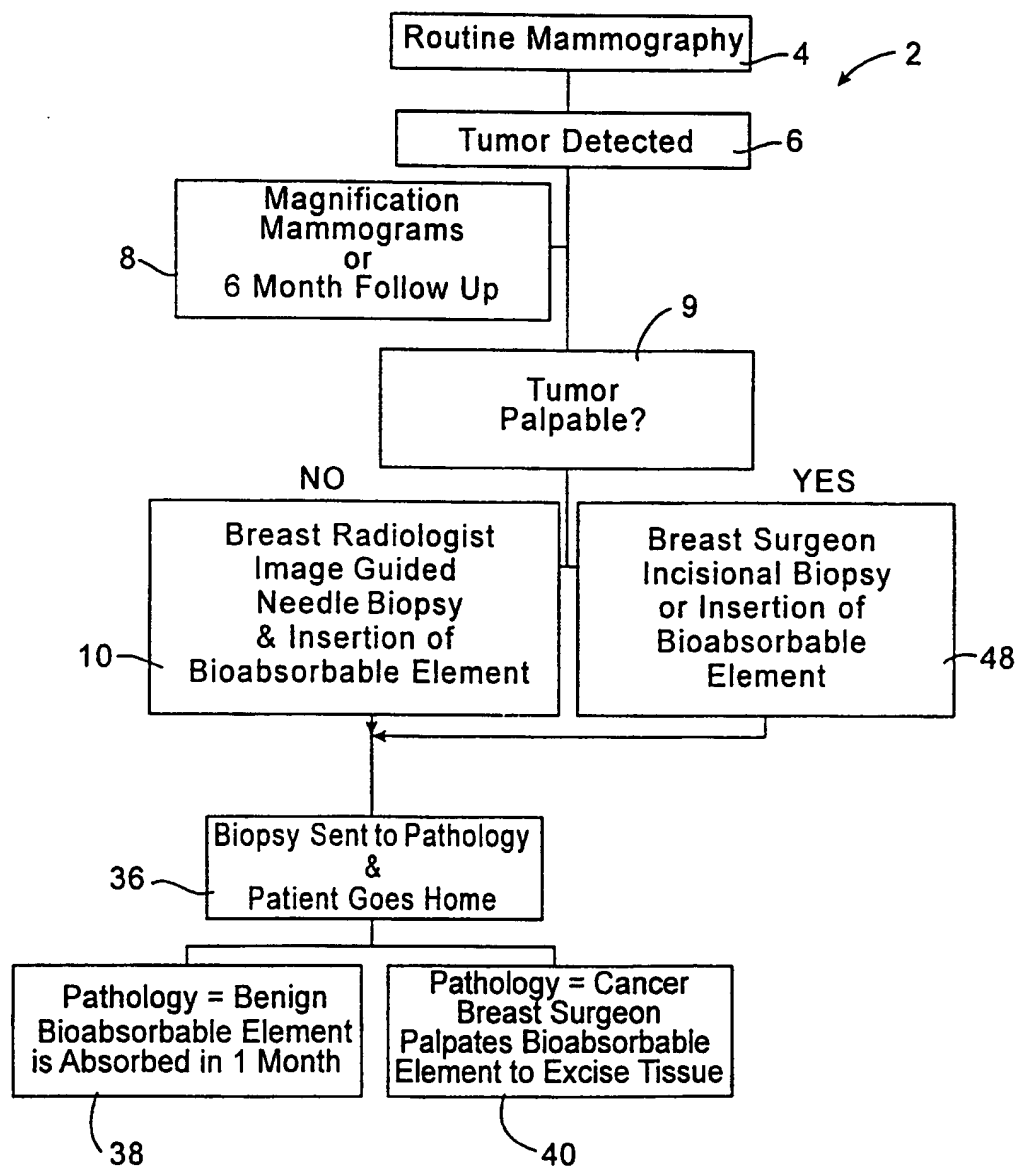 Routine Mammography
4
2
Tumor Detected
6
Magnification
Mammograms
or
6 Month Follow Up
8
9
Tumor
Palpable?
NO
YES
Breast Radiologist
Image Guided
Needle Biopsy
& Insertion of
Bioabsorbable Element
10
Breast Surgeon
Incisional Biopsy
or Insertion of
Bioabsorbable
Element
48
Biopsy Sent to Pathology
&
Patient Goes Home
36
Pathology = Benign
Bioabsorbable Element
is Absorbed in 1 Month
38
Pathology = Cancer
Breast Surgeon
Palpates Bioabsorbable
Element to Excise Tissue
40